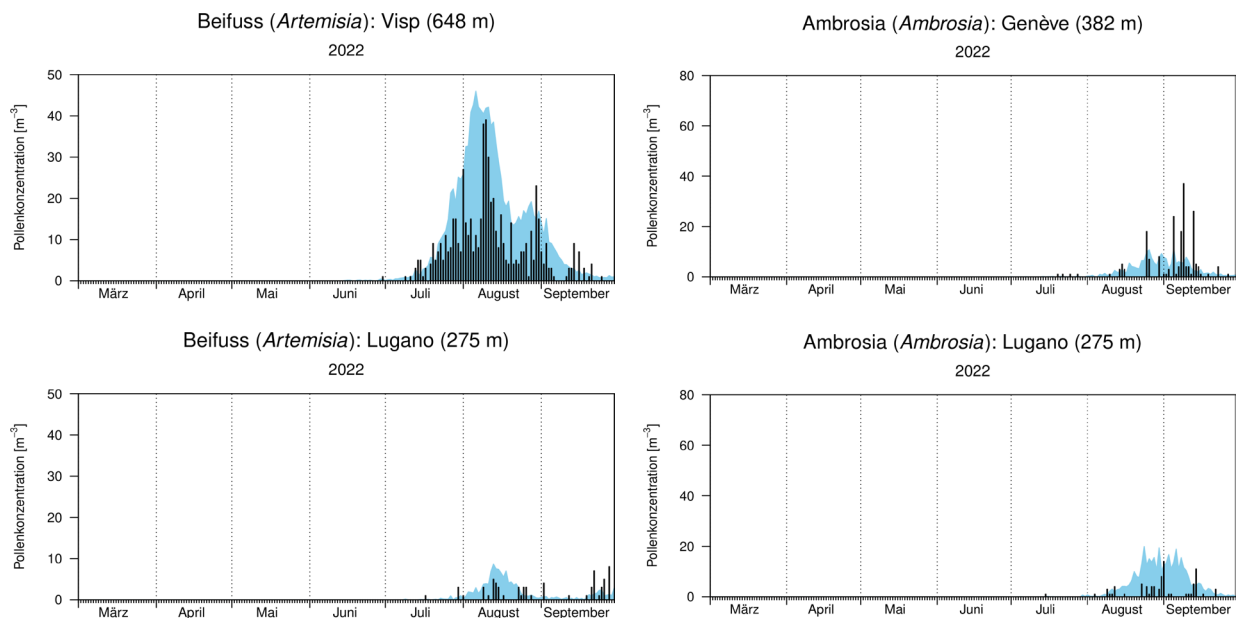 Beifuss (Artemisia): Visp (648 m)
2022
Pollenkonzentration [m⁻³]
50
40
30
20
10
0
März April Mai Juni Juli August September
Ambrosia (Ambrosia): Genève (382 m)
2022
Pollenkonzentration [m⁻³]
80
60
40
20
0
März April Mai Juni Juli August September
Beifuss (Artemisia): Lugano (275 m)
2022
Pollenkonzentration [m⁻³]
50
40
30
20
10
0
März April Mai Juni Juli August September
Ambrosia (Ambrosia): Lugano (275 m)
2022
Pollenkonzentration [m⁻³]
80
60
40
20
0
März April Mai Juni Juli August September